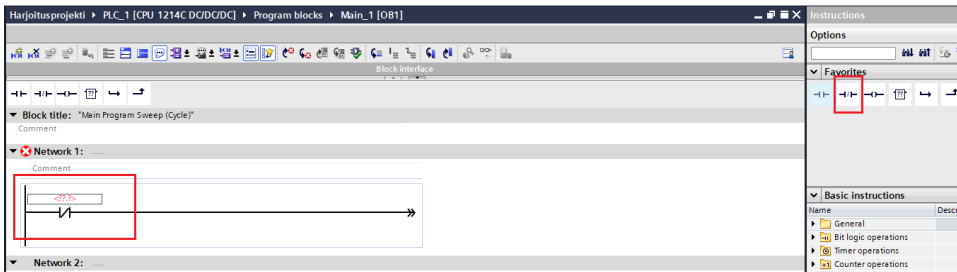 Harjoitusprojekti ▸ PLC_1 [CPU 1214C DC/DC/DC] ▸ Program blocks ▸ Main_1 [OB1]
Instructions
Options
Block interface
Favorites
Block title: "Main Program Sweep (Cycle)"
Comment
Network 1: .....
Comment
<??.?>
Basic instructions
Name Descr
General
Bit logic operations
Timer operations
Counter operations
Network 2: .....